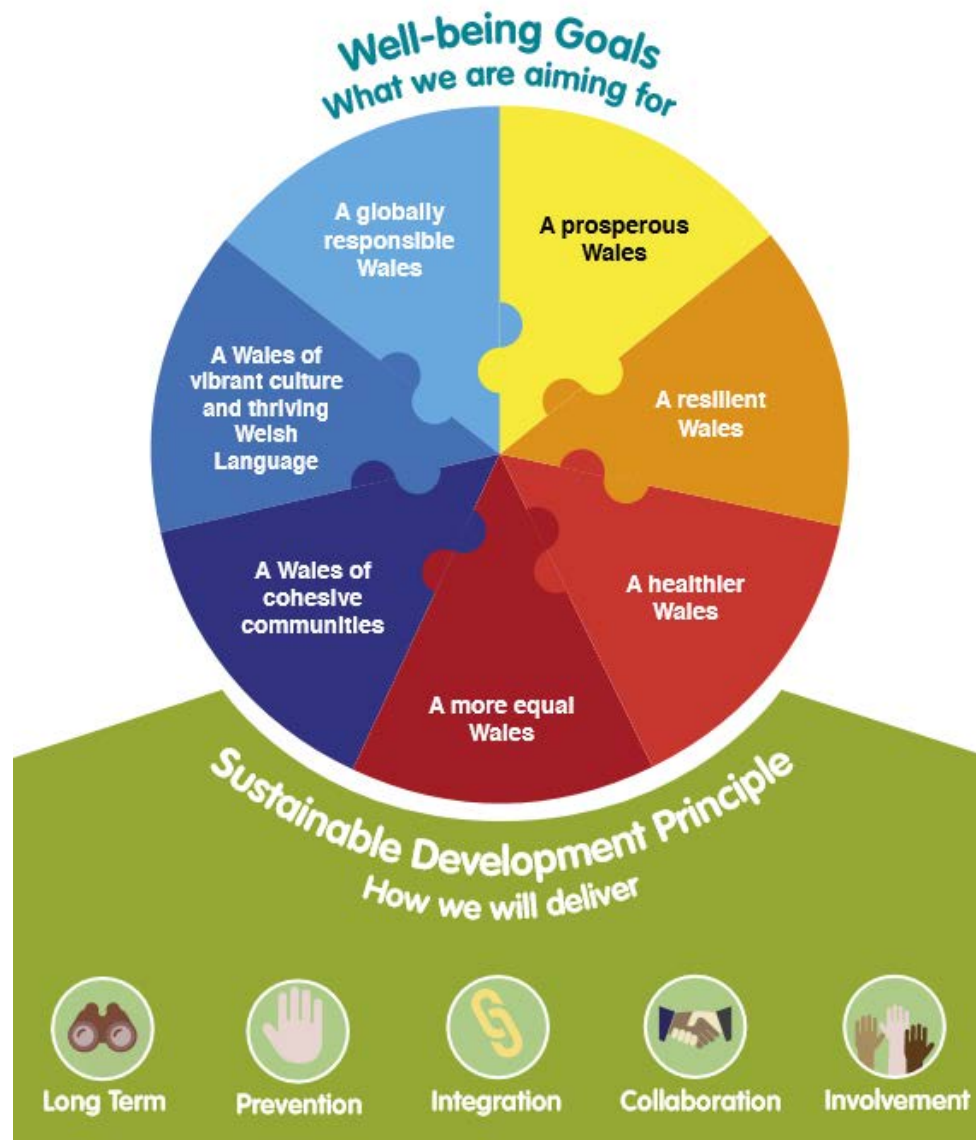 Well-being Goals
What we are aiming for
A globally
responsible
Wales
A prosperous
Wales
A Wales of
vibrant culture
and thriving
Welsh
Language
A resilient
Wales
A Wales of
cohesive
communities
A healthier
Wales
A more equal
Wales
Sustainable Development Principle
How we will deliver
Long Term
Prevention
Integration
Collaboration
Involvement